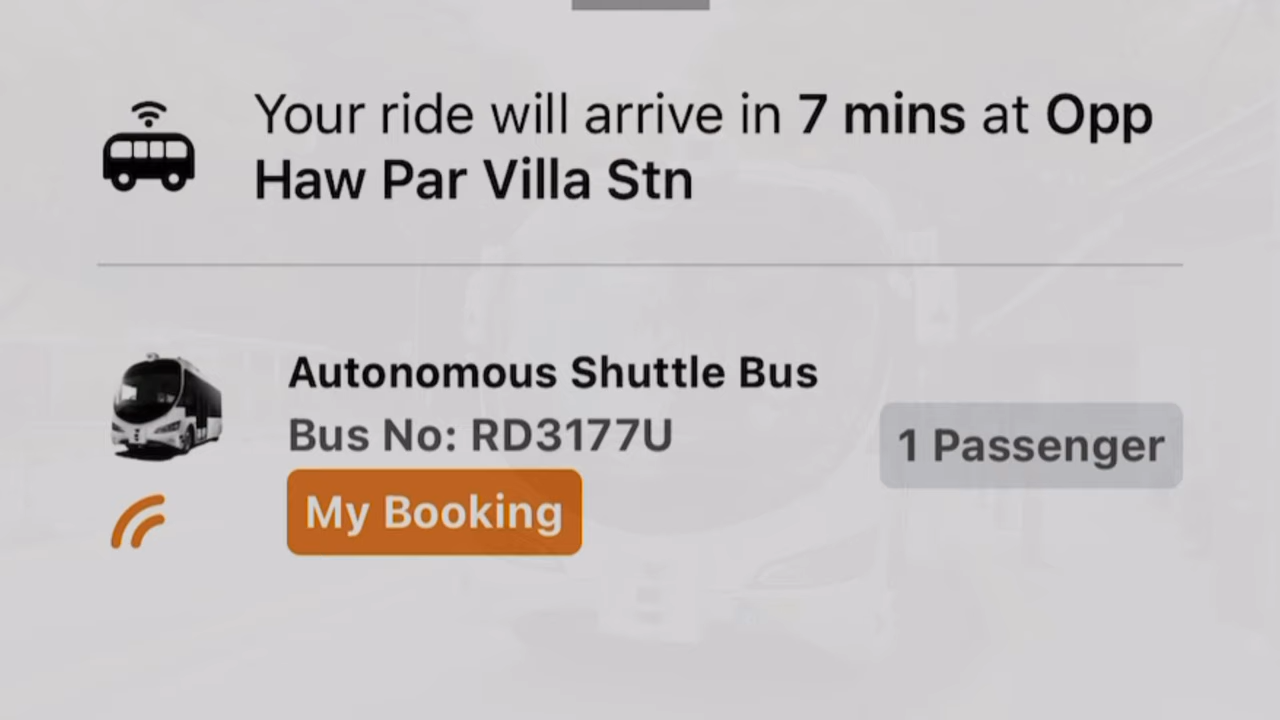 Your ride will arrive in 7 mins at Opp
Haw Par Villa Stn
Autonomous Shuttle Bus
Bus No: RD3177U
1 Passenger
My Booking